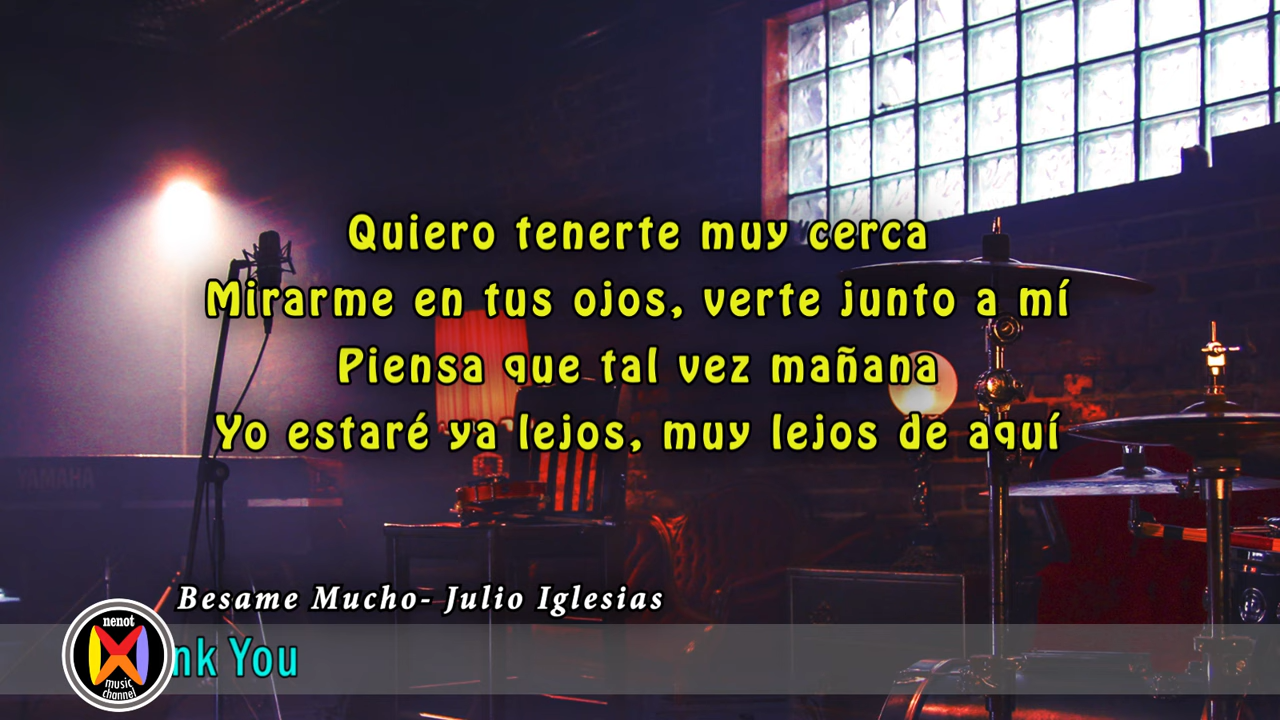 Quiero tenerte muy cerca
Mirarme en tus ojos, verte junto a mí
Piensa que tal vez mañana
Yo estaré ya lejos, muy lejos de aquí
YAMAHA
Besame Mucho- Julio Iglesias
nk You
nenot
music
channel